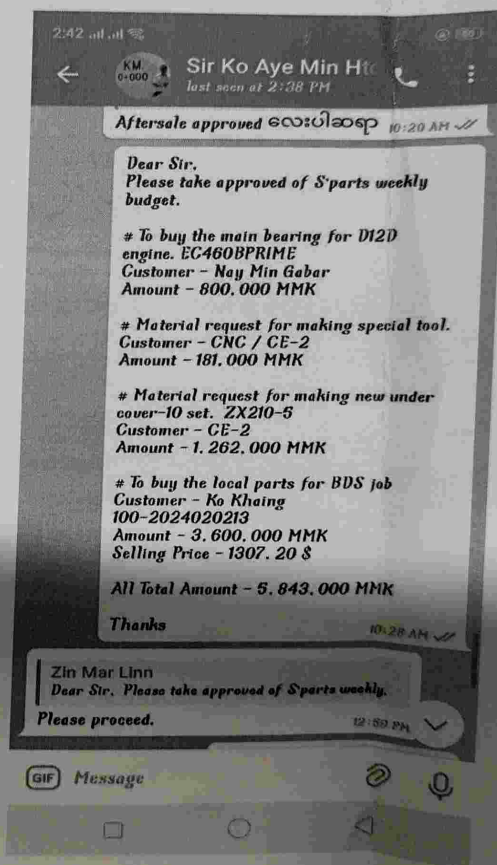 2:42
KM.
0+000
Sir Ko Aye Min Htc
last seen at 2:38 PM
Aftersale approved လေးပါဆရာ 10:20 AM
Dear Sir.
Please take approved of S'parts weekly
budget.
# To buy the main bearing for D12D
engine. EC460BPRIME
Customer - Nay Min Gabar
Amount - 800.000 MMK
# Material request for making special tool.
Customer - CNC / CE-2
Amount - 181.000 MMK
# Material request for making new under
cover-10 set. ZX210-5
Customer - CE-2
Amount - 1.262.000 MMK
# To buy the local parts for BDS job
Customer - Ko Khaing
100-2024020213
Amount - 3.600.000 MMK
Selling Price - 1307.20 $
All Total Amount - 5.843.000 MMK
Thanks
10:28 AM
Zin Mar Linn
Dear Sir. Please take approved of S'parts weekly.
Please proceed.
12:59 PM
GIF Message